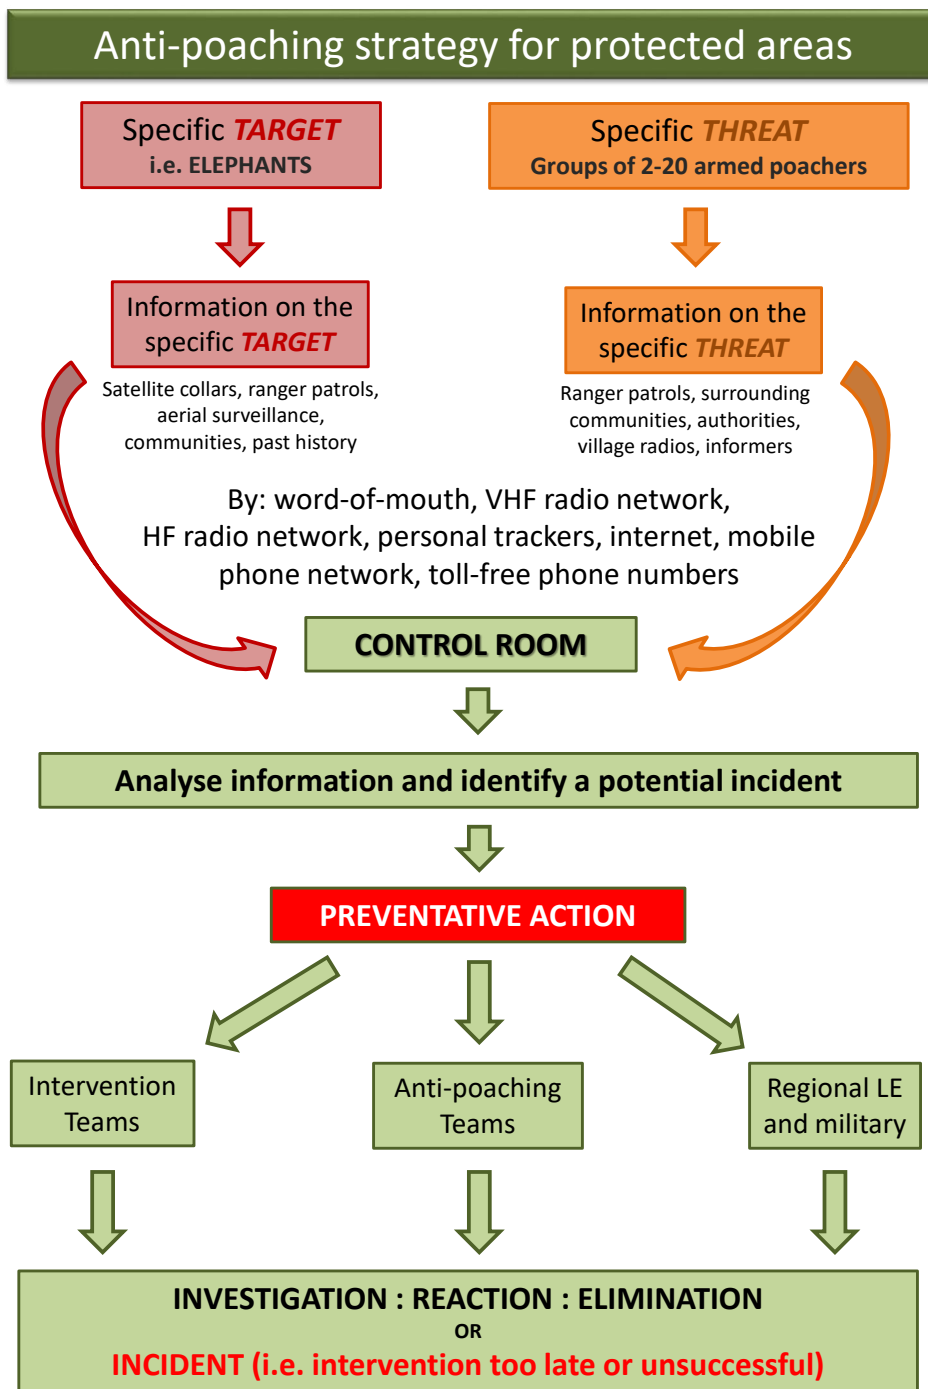 Anti-poaching strategy for protected areas
Specific TARGET
i.e. ELEPHANTS
Specific THREAT
Groups of 2-20 armed poachers
Information on the
specific TARGET
Information on the
specific THREAT
Satellite collars, ranger patrols,
aerial surveillance,
communities, past history
Ranger patrols, surrounding
communities, authorities,
village radios, informers
By: word-of-mouth, VHF radio network,
HF radio network, personal trackers, internet, mobile
phone network, toll-free phone numbers
CONTROL ROOM
Analyse information and identify a potential incident
PREVENTATIVE ACTION
Intervention
Teams
Anti-poaching
Teams
Regional LE
and military
INVESTIGATION : REACTION : ELIMINATION
OR
INCIDENT (i.e. intervention too late or unsuccessful)